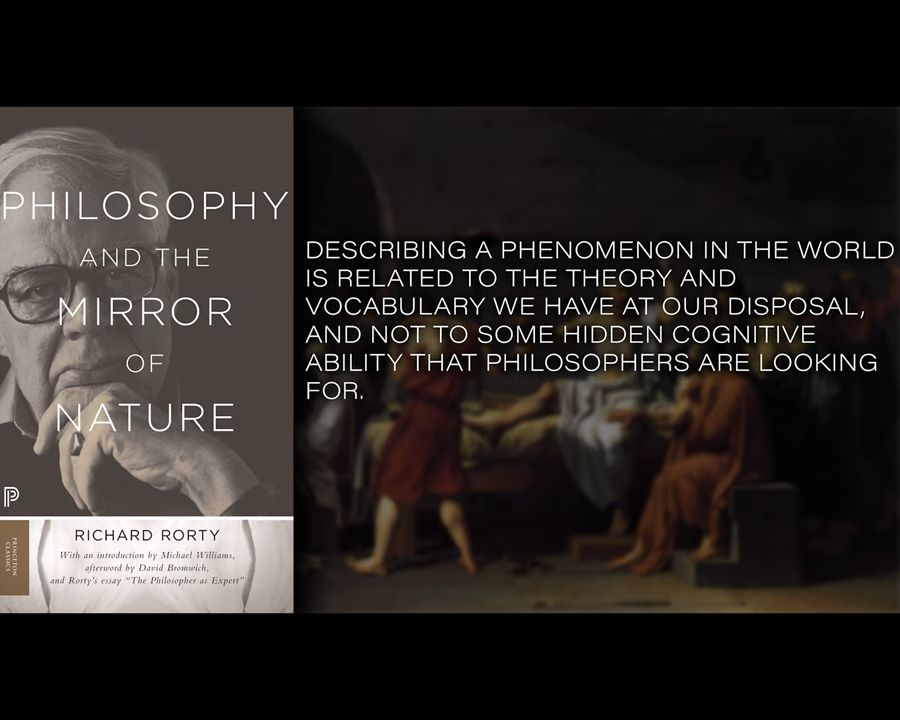 PHILOSOPHY
AND THE
MIRROR
OF
NATURE
P
RICHARD RORTY
With an introduction by Michael Williams,
afterword by David Bromwich,
and Rorty's essay "The Philosopher as Expert"
PRINCETON
CLASSICS
DESCRIBING A PHENOMENON IN THE WORLD
IS RELATED TO THE THEORY AND
VOCABULARY WE HAVE AT OUR DISPOSAL,
AND NOT TO SOME HIDDEN COGNITIVE
ABILITY THAT PHILOSOPHERS ARE LOOKING
FOR.